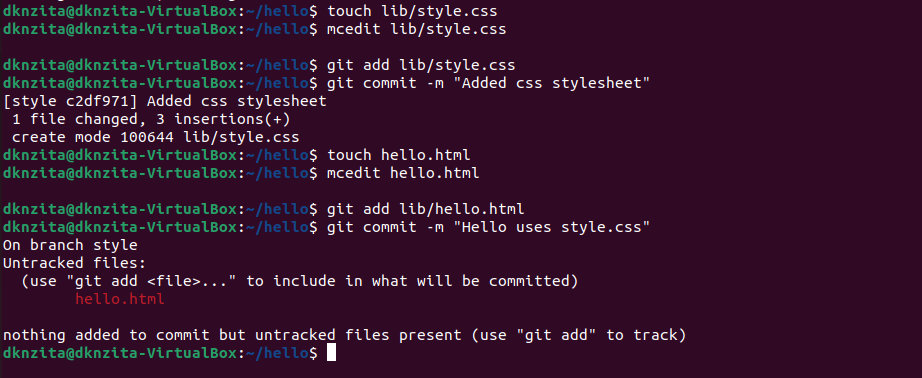 dknzita@dknzita-VirtualBox:~/hello$ touch lib/style.css
dknzita@dknzita-VirtualBox:~/hello$ mcedit lib/style.css
dknzita@dknzita-VirtualBox:~/hello$ git add lib/style.css
dknzita@dknzita-VirtualBox:~/hello$ git commit -m "Added css stylesheet"
[style c2df971] Added css stylesheet
1 file changed, 3 insertions(+)
create mode 100644 lib/style.css
dknzita@dknzita-VirtualBox:~/hello$ touch hello.html
dknzita@dknzita-VirtualBox:~/hello$ mcedit hello.html
dknzita@dknzita-VirtualBox:~/hello$ git add lib/hello.html
dknzita@dknzita-VirtualBox:~/hello$ git commit -m "Hello uses style.css"
On branch style
Untracked files:
(use "git add <file>..." to include in what will be committed)
hello.html
nothing added to commit but untracked files present (use "git add" to track)
dknzita@dknzita-VirtualBox:~/hello$